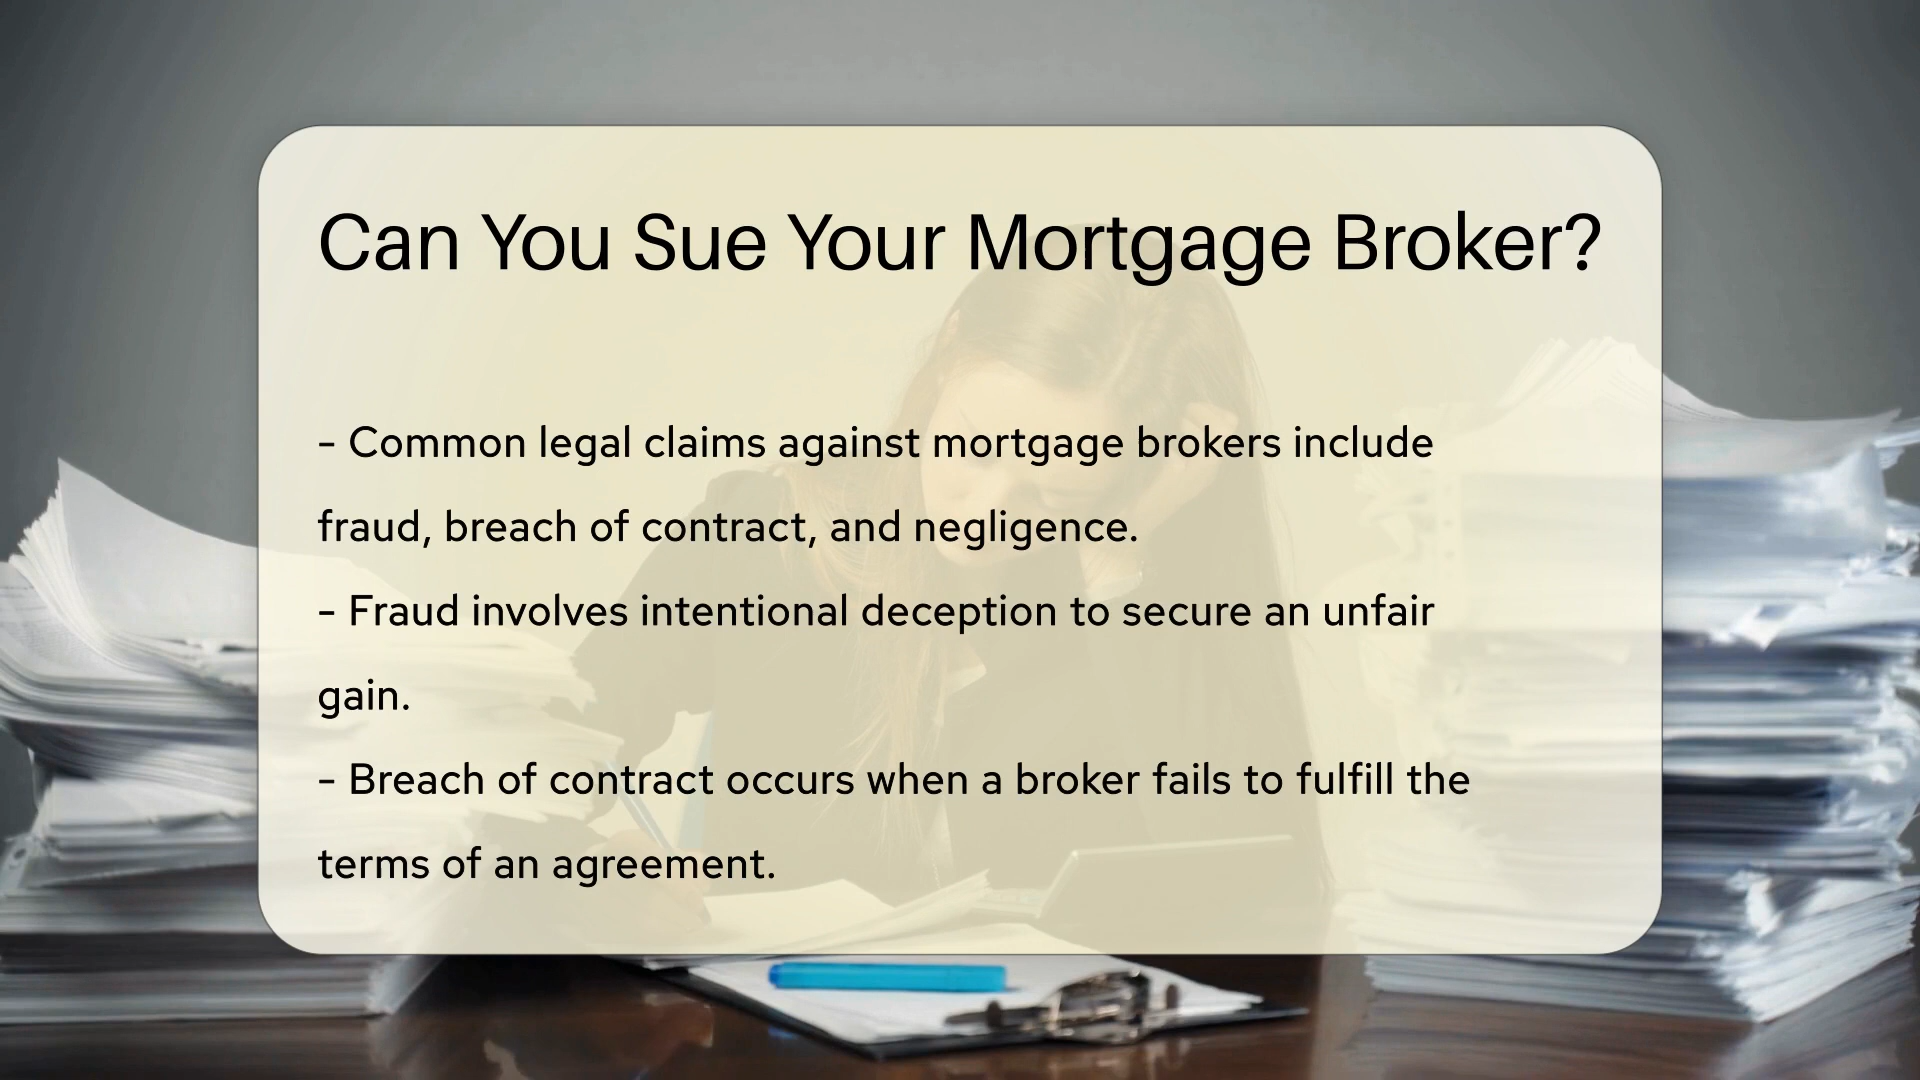 Can You Sue Your Mortgage Broker?
- Common legal claims against mortgage brokers include
fraud, breach of contract, and negligence.
- Fraud involves intentional deception to secure an unfair
gain.
- Breach of contract occurs when a broker fails to fulfill the
terms of an agreement.